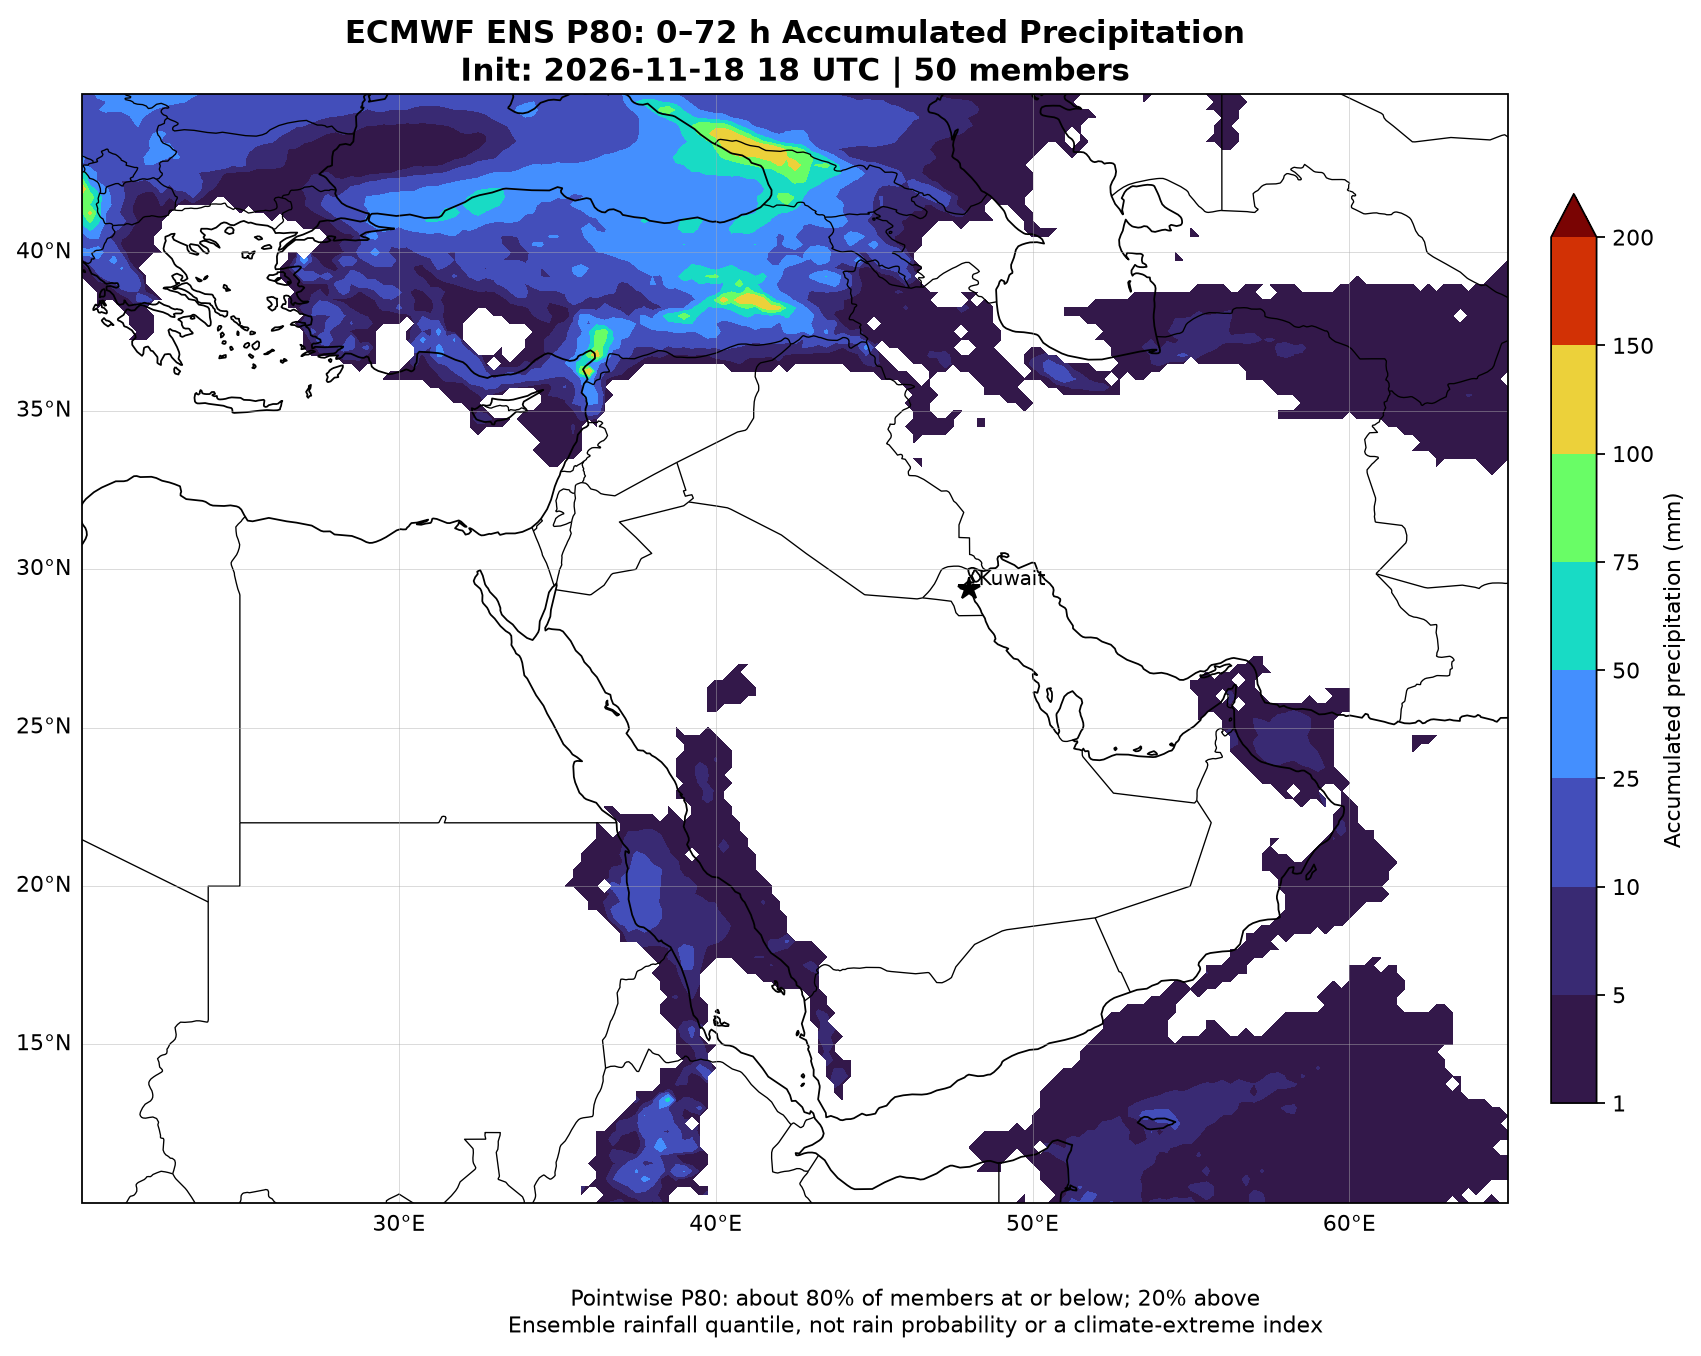 ECMWF ENS P80: 0–72 h Accumulated Precipitation
Init: 2026-11-18 18 UTC | 50 members
40°N
35°N
30°N
25°N
20°N
15°N
30°E
40°E
50°E
60°E
Kuwait
200
150
100
75
50
25
10
5
1
Accumulated precipitation (mm)
Pointwise P80: about 80% of members at or below; 20% above
Ensemble rainfall quantile, not rain probability or a climate-extreme index